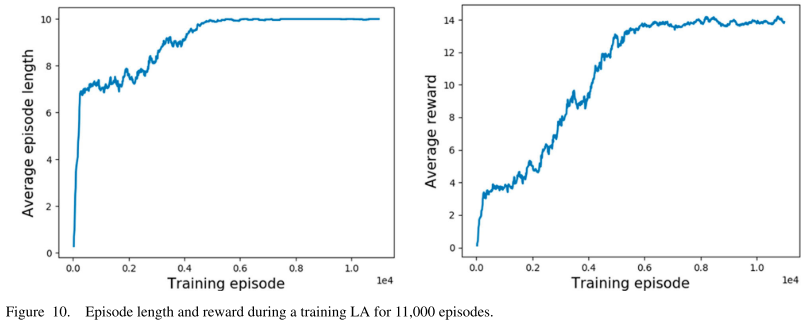 10
8
6
4
2
0
Average episode length
0.0 0.2 0.4 0.6 0.8 1.0
1e4
Training episode
14
12
10
8
6
4
2
0
Average reward
0.0 0.2 0.4 0.6 0.8 1.0
1e4
Training episode
Figure 10. Episode length and reward during a training LA for 11,000 episodes.